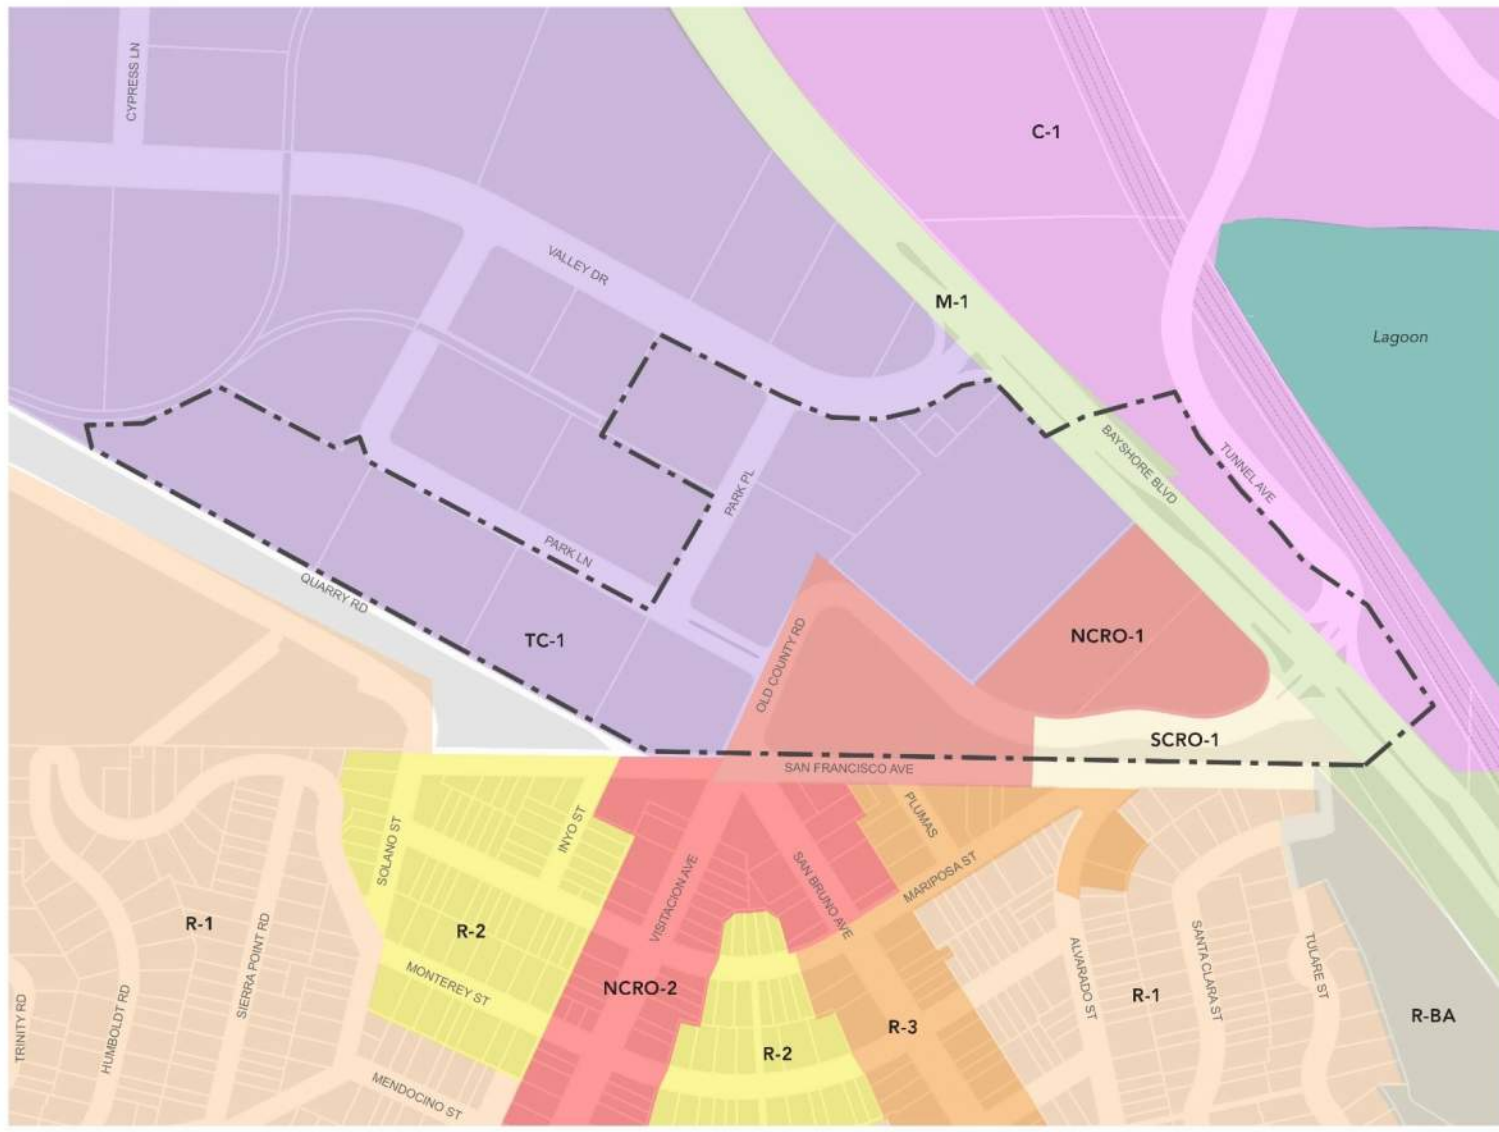 CYPRESS LN
C-1
VALLEY DR
M-1
Lagoon
BAYSHORE BLVD
TUNNEL AVE
PARK PL
PARK LN
QUARRY RD
TC-1
OLD COUNTY RD
NCRO-1
SCRO-1
SAN FRANCISCO AVE
SOLANO ST
INYO ST
PLUMAS
VISITACION AVE
SAN BRUNO AVE
MARIPOSA ST
R-1
SIERRA POINT RD
R-2
MONTEREY ST
NCRO-2
ALVARADO ST
R-1
SANTA CLARA ST
TULARE ST
R-BA
TRINITY RD
HUMBOLDT RD
R-3
R-2
MENDOCINO ST